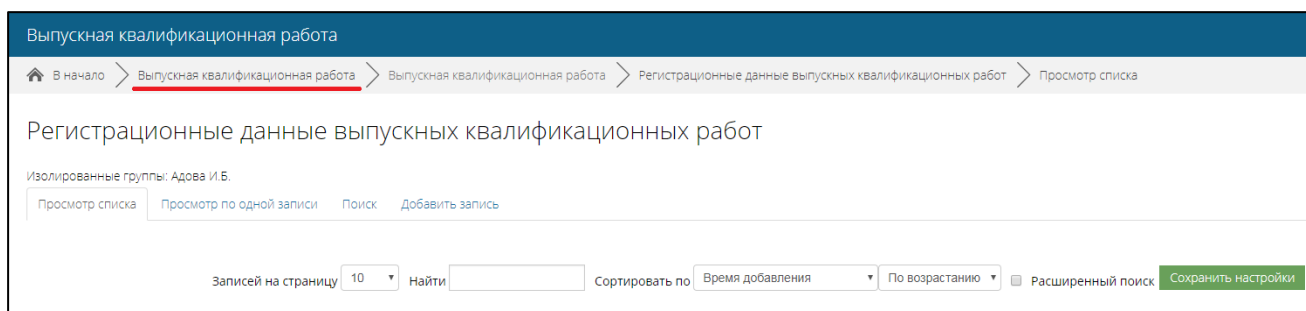 Выпускная квалификационная работа
В начало Выпускная квалификационная работа Выпускная квалификационная работа Регистрационные данные выпускных квалификационных работ Просмотр списка
Регистрационные данные выпускных квалификационных работ
Изолированные группы: Адова И.Б.
Просмотр списка Просмотр по одной записи Поиск Добавить запись
Записей на страницу 10 Найти Сортировать по Время добавления По возрастанию Расширенный поиск Сохранить настройки